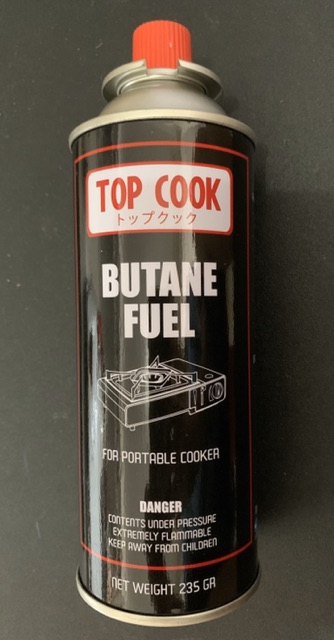 TOP COOK
トップクック
BUTANE
FUEL
FOR PORTABLE COOKER
DANGER
CONTENTS UNDER PRESSURE
EXTREMELY FLAMMABLE
KEEP AWAY FROM CHILDREN
NET WEIGHT 235 GR